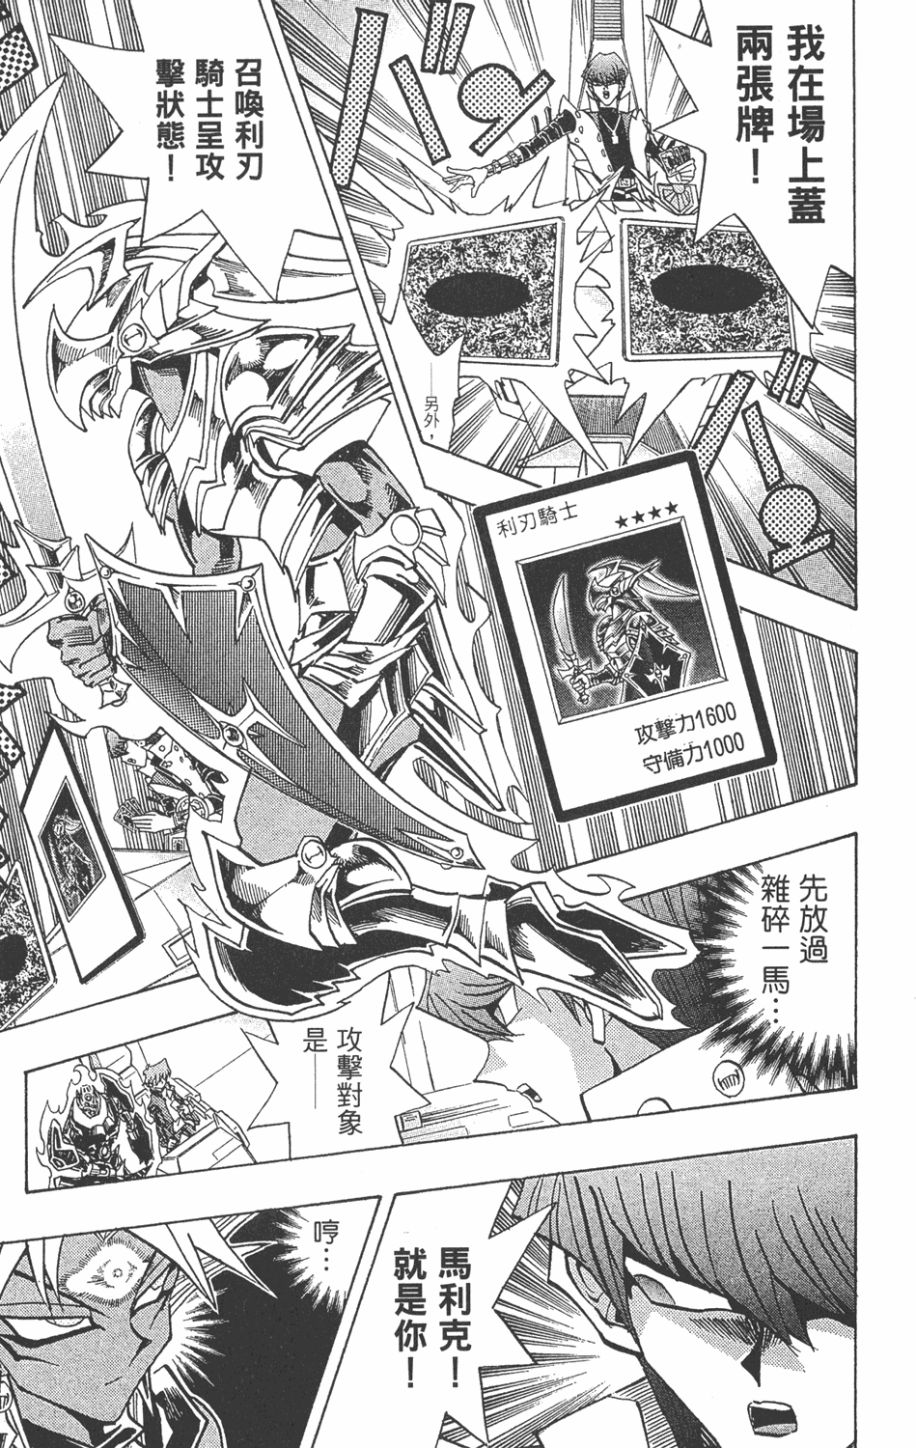 我在場上蓋
兩張牌！
另外，
召喚利刃
騎士呈攻
擊狀態！
利刃騎士
★★★★
攻擊力1600
守備力1000
先放過
雜碎一馬…
攻擊對象
是——
馬利克！
就是你！
哼…